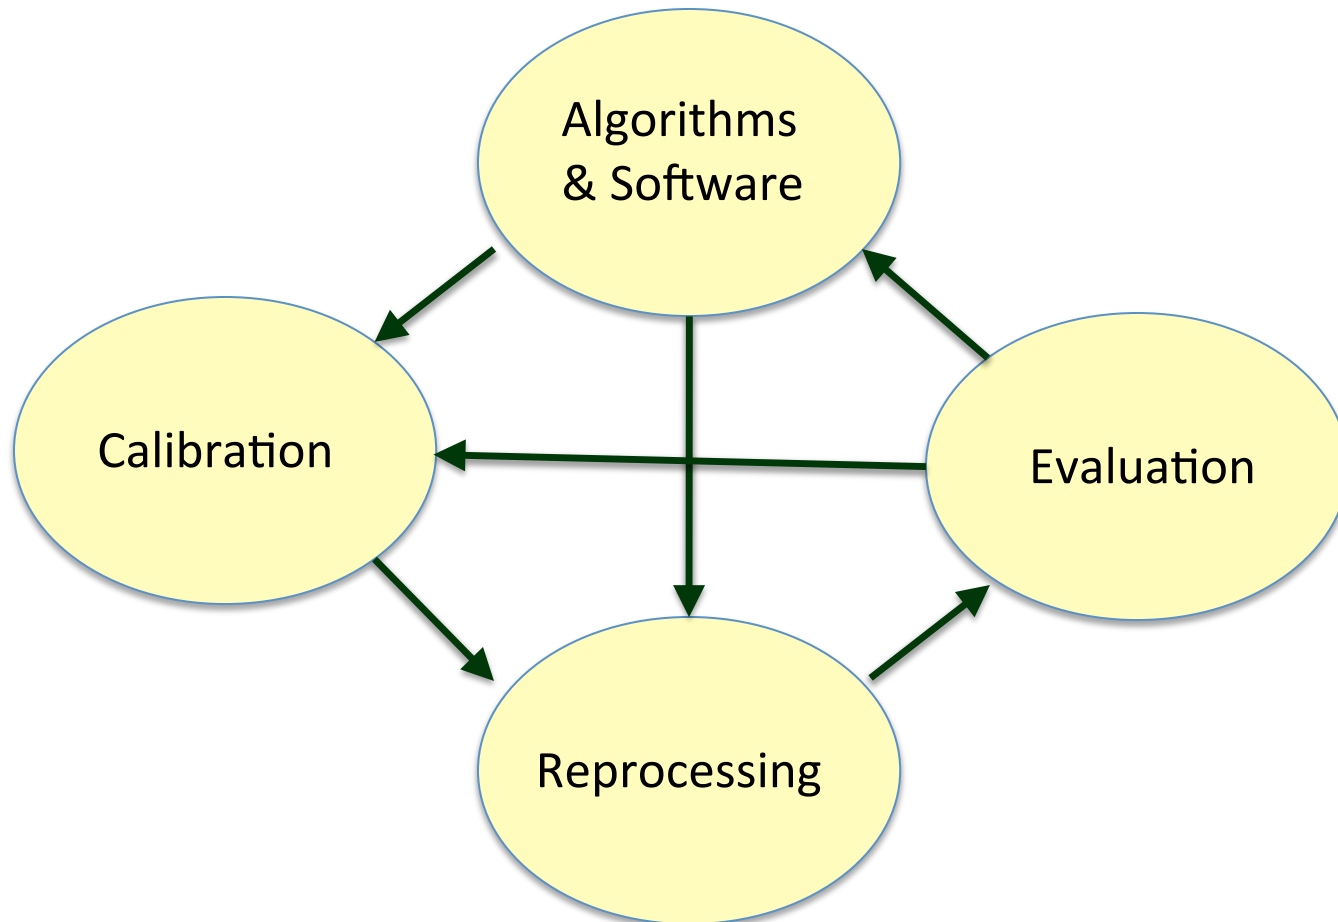 Algorithms
& Software
Calibration
Evaluation
Reprocessing